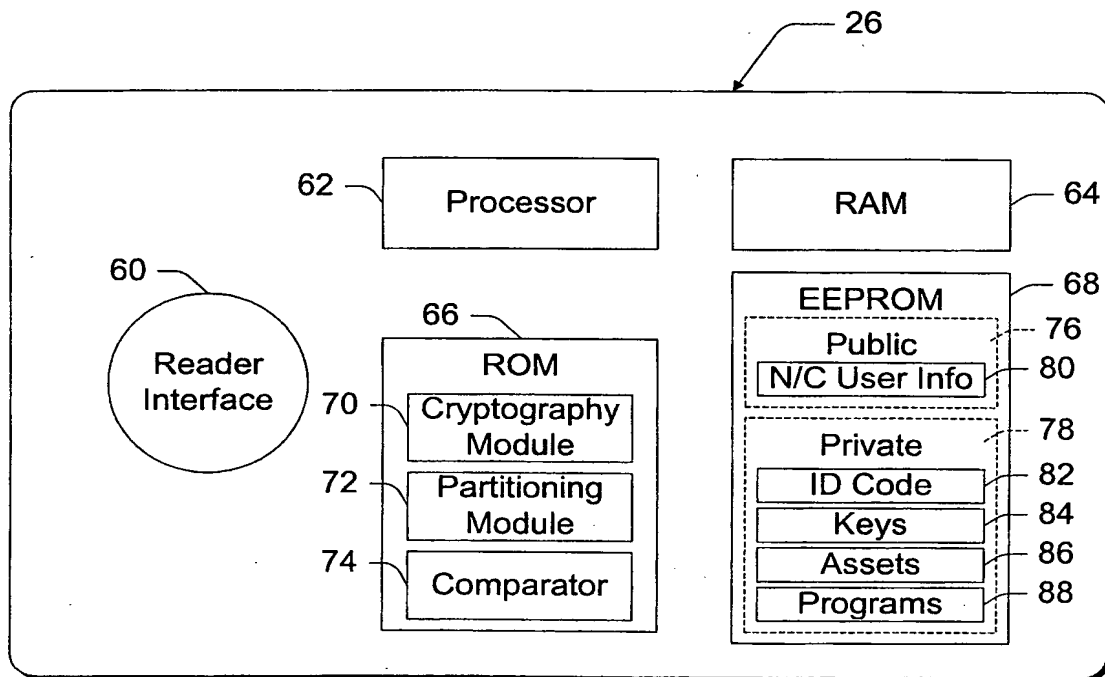 26
62
Processor
RAM
64
60
Reader
Interface
66
ROM
70
Cryptography
Module
72
Partitioning
Module
74
Comparator
EEPROM
68
Public
76
N/C User Info
80
Private
78
ID Code
82
Keys
84
Assets
86
Programs
88